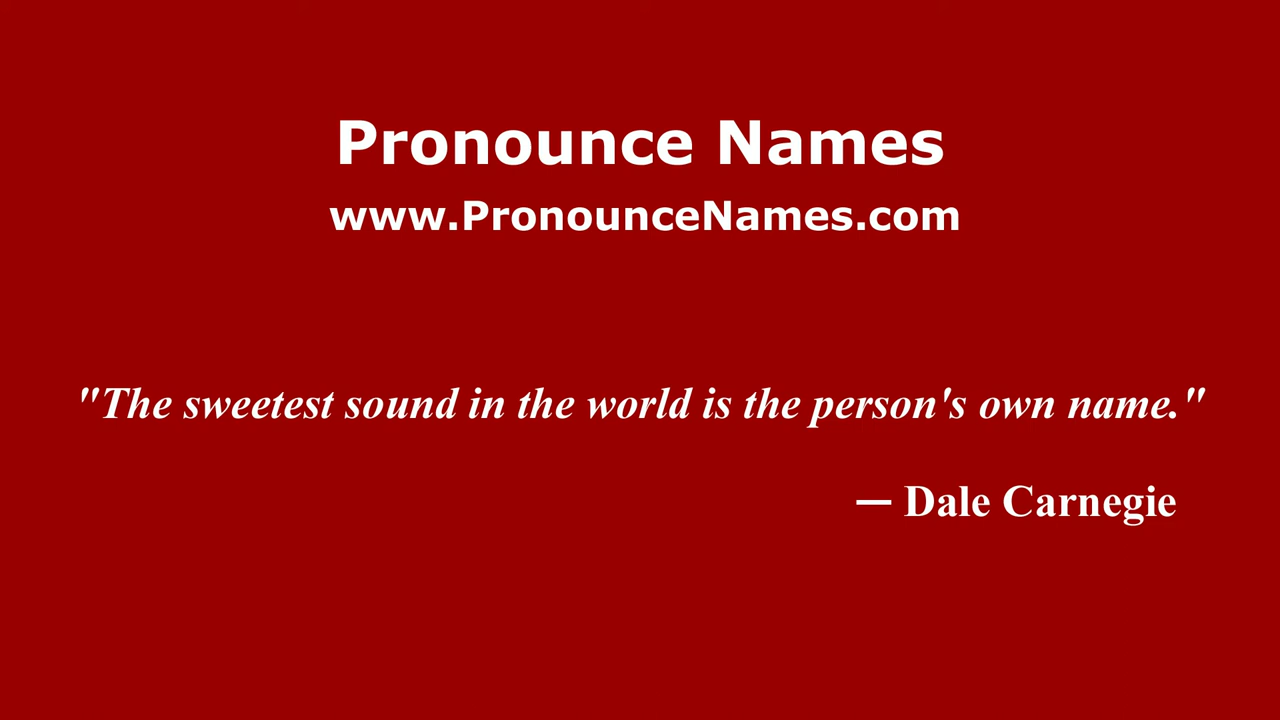 Pronounce Names
www.PronounceNames.com
"The sweetest sound in the world is the person's own name."
— Dale Carnegie